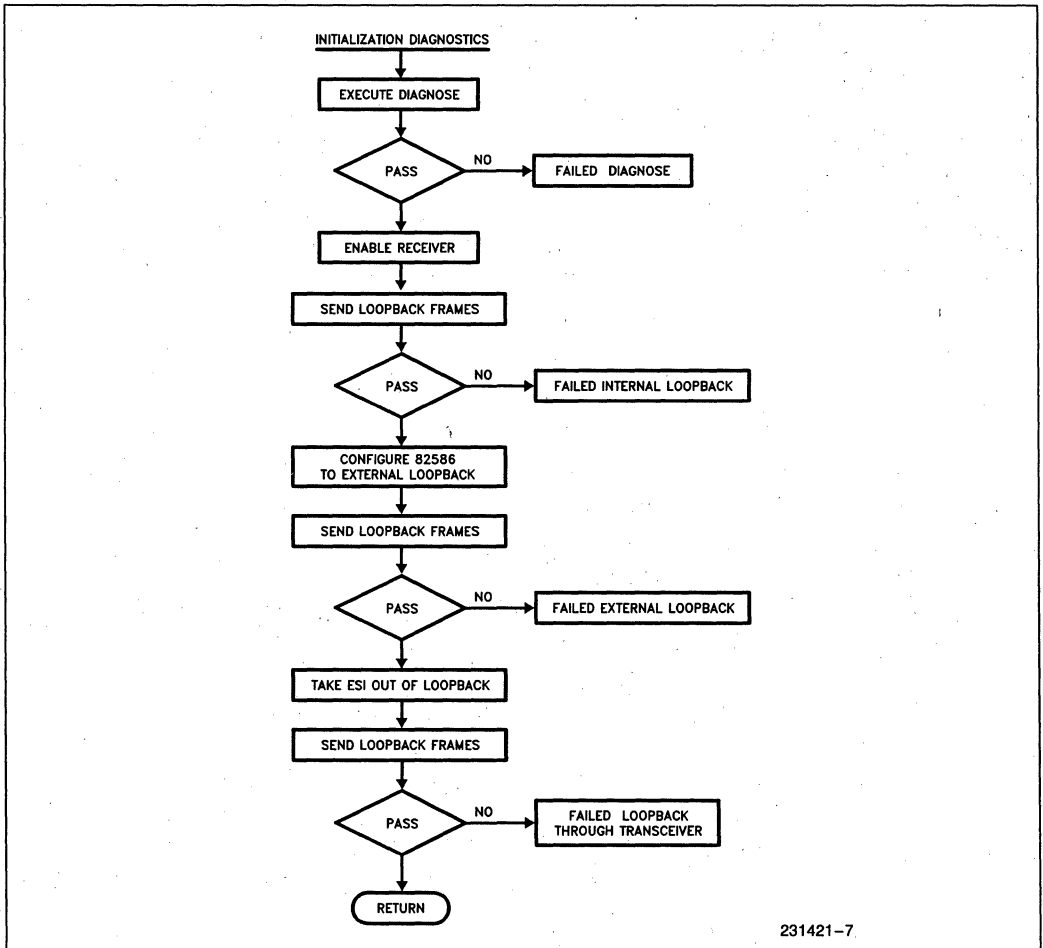 INITIALIZATION DIAGNOSTICS
EXECUTE DIAGNOSE
PASS
NO
FAILED DIAGNOSE
ENABLE RECEIVER
SEND LOOPBACK FRAMES
PASS
NO
FAILED INTERNAL LOOPBACK
CONFIGURE 82586
TO EXTERNAL LOOPBACK
SEND LOOPBACK FRAMES
PASS
NO
FAILED EXTERNAL LOOPBACK
TAKE ESI OUT OF LOOPBACK
SEND LOOPBACK FRAMES
PASS
NO
FAILED LOOPBACK
THROUGH TRANSCEIVER
RETURN
231421-7